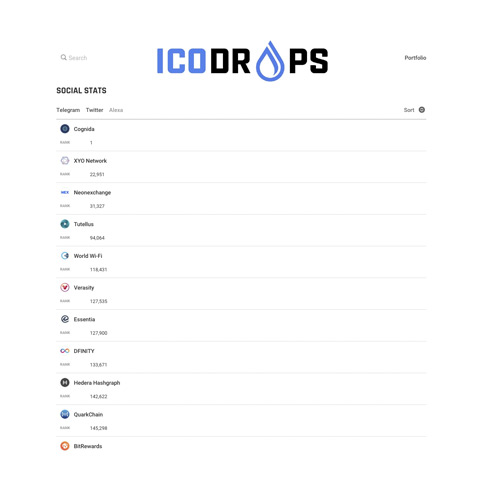 Search
ICODROPS
Portfolio
SOCIAL STATS
Telegram Twitter Alexa
Sort
Cognida
RANK 1
XYO Network
RANK 22,951
NEX Neonexchange
RANK 31,327
Tutellus
RANK 94,064
World Wi-Fi
RANK 118,431
Verasity
RANK 127,535
Essentia
RANK 127,900
DFINITY
RANK 133,671
Hedera Hashgraph
RANK 142,622
QuarkChain
RANK 145,298
BitRewards